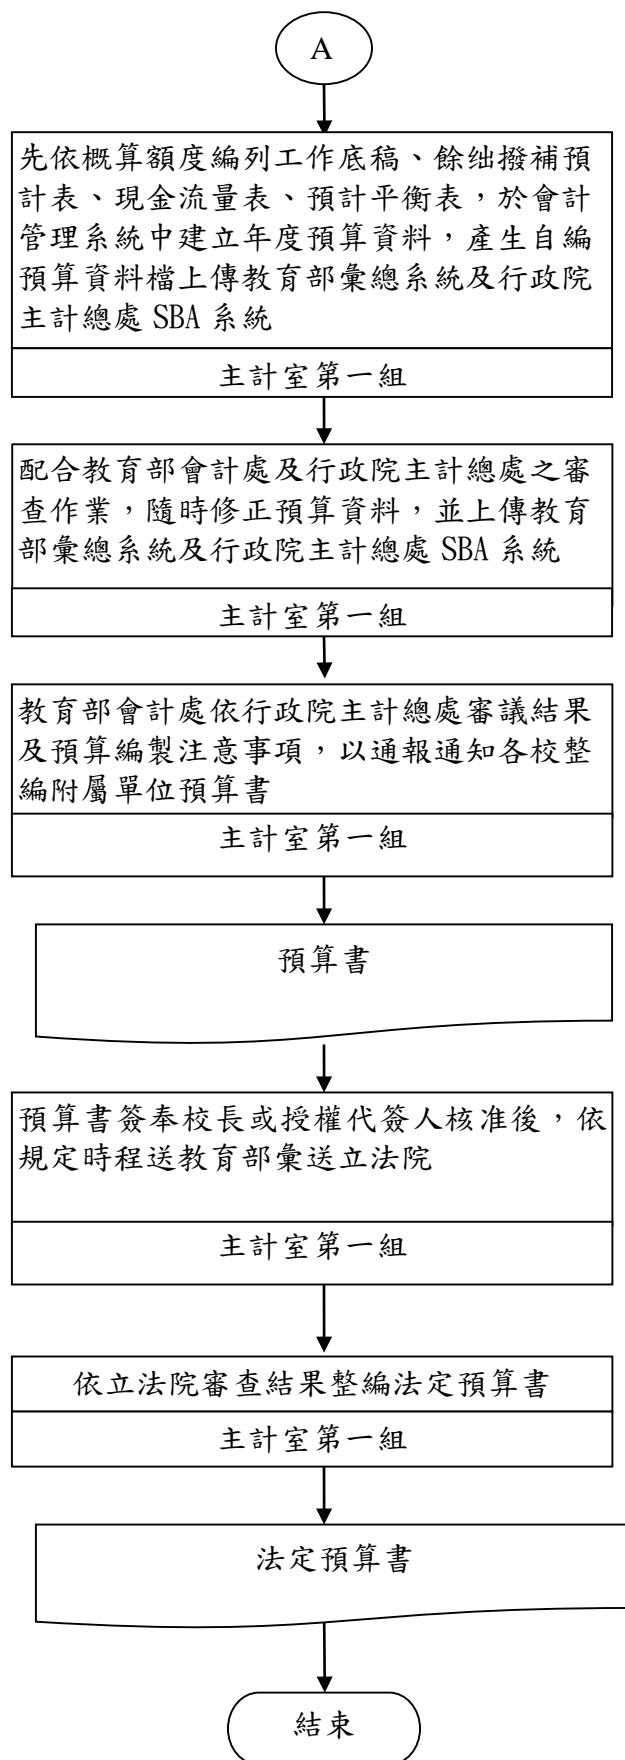 A
先依概算額度編列工作底稿、餘绌撥補預
計表、現金流量表、預計平衡表，於會計
管理系統中建立年度預算資料，產生自編
預算資料檔上傳教育部彙總系統及行政院
主計總處 SBA 系統
主計室第一組
配合教育部會計處及行政院主計總處之審
查作業，隨時修正預算資料，並上傳教育
部彙總系統及行政院主計總處 SBA 系統
主計室第一組
教育部會計處依行政院主計總處審議結果
及預算編製注意事項，以通報通知各校整
編附屬單位預算書
主計室第一組
預算書
預算書簽奉校長或授權代簽人核准後，依
規定時程送教育部彙送立法院
主計室第一組
依立法院審查結果整編法定預算書
主計室第一組
法定預算書
結束